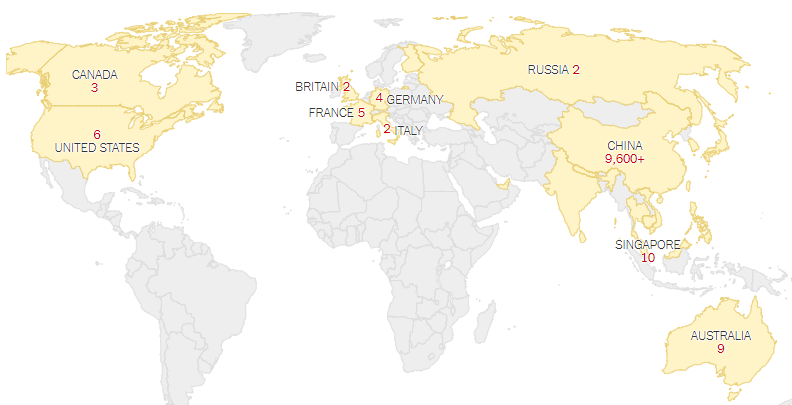 CANADA
3
6
UNITED STATES
BRITAIN 2
FRANCE 5
4 GERMANY
2 ITALY
RUSSIA 2
CHINA
9,600+
SINGAPORE
10
AUSTRALIA
9